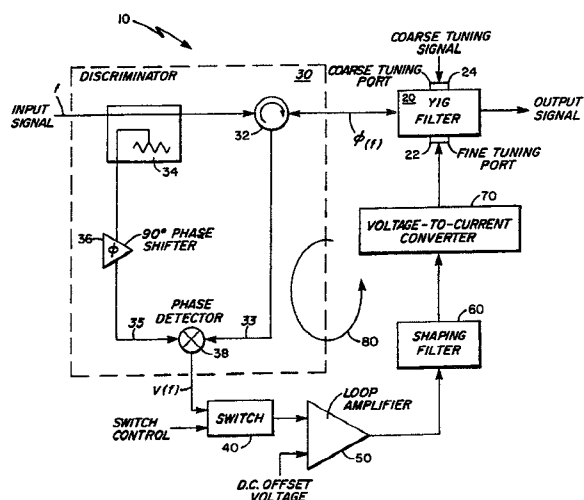 10
COARSE TUNING
SIGNAL
DISCRIMINATOR
30
COARSE TUNING
PORT
24
f
INPUT
SIGNAL
32
20
YIG
FILTER
OUTPUT
SIGNAL
ϕ(f)
34
22
FINE TUNING
PORT
70
36
ϕ
90° PHASE
SHIFTER
VOLTAGE-TO-CURRENT
CONVERTER
PHASE
DETECTOR
35
33
38
80
60
SHAPING
FILTER
V(f)
LOOP
AMPLIFIER
SWITCH
CONTROL
SWITCH
40
50
D.C. OFFSET
VOLTAGE